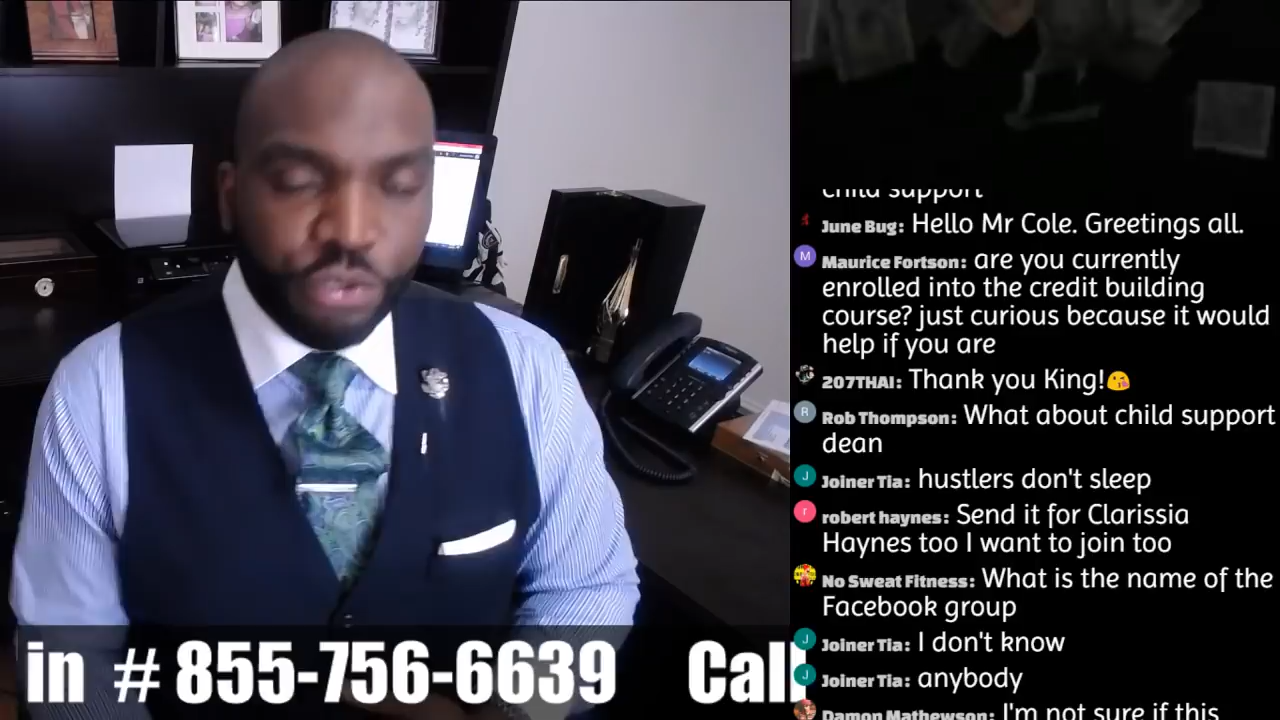 child support
June Bug: Hello Mr Cole. Greetings all.
Maurice Fortson: are you currently
enrolled into the credit building
course? just curious because it would
help if you are
207THAI: Thank you King!😘
Rob Thompson: What about child support
dean
Joiner Tia: hustlers don't sleep
robert haynes: Send it for Clarissia
Haynes too I want to join too
No Sweat Fitness: What is the name of the
Facebook group
Joiner Tia: I don't know
Joiner Tia: anybody
Damon Mathewson: I'm not sure if this
in # 855-756-6639 Call